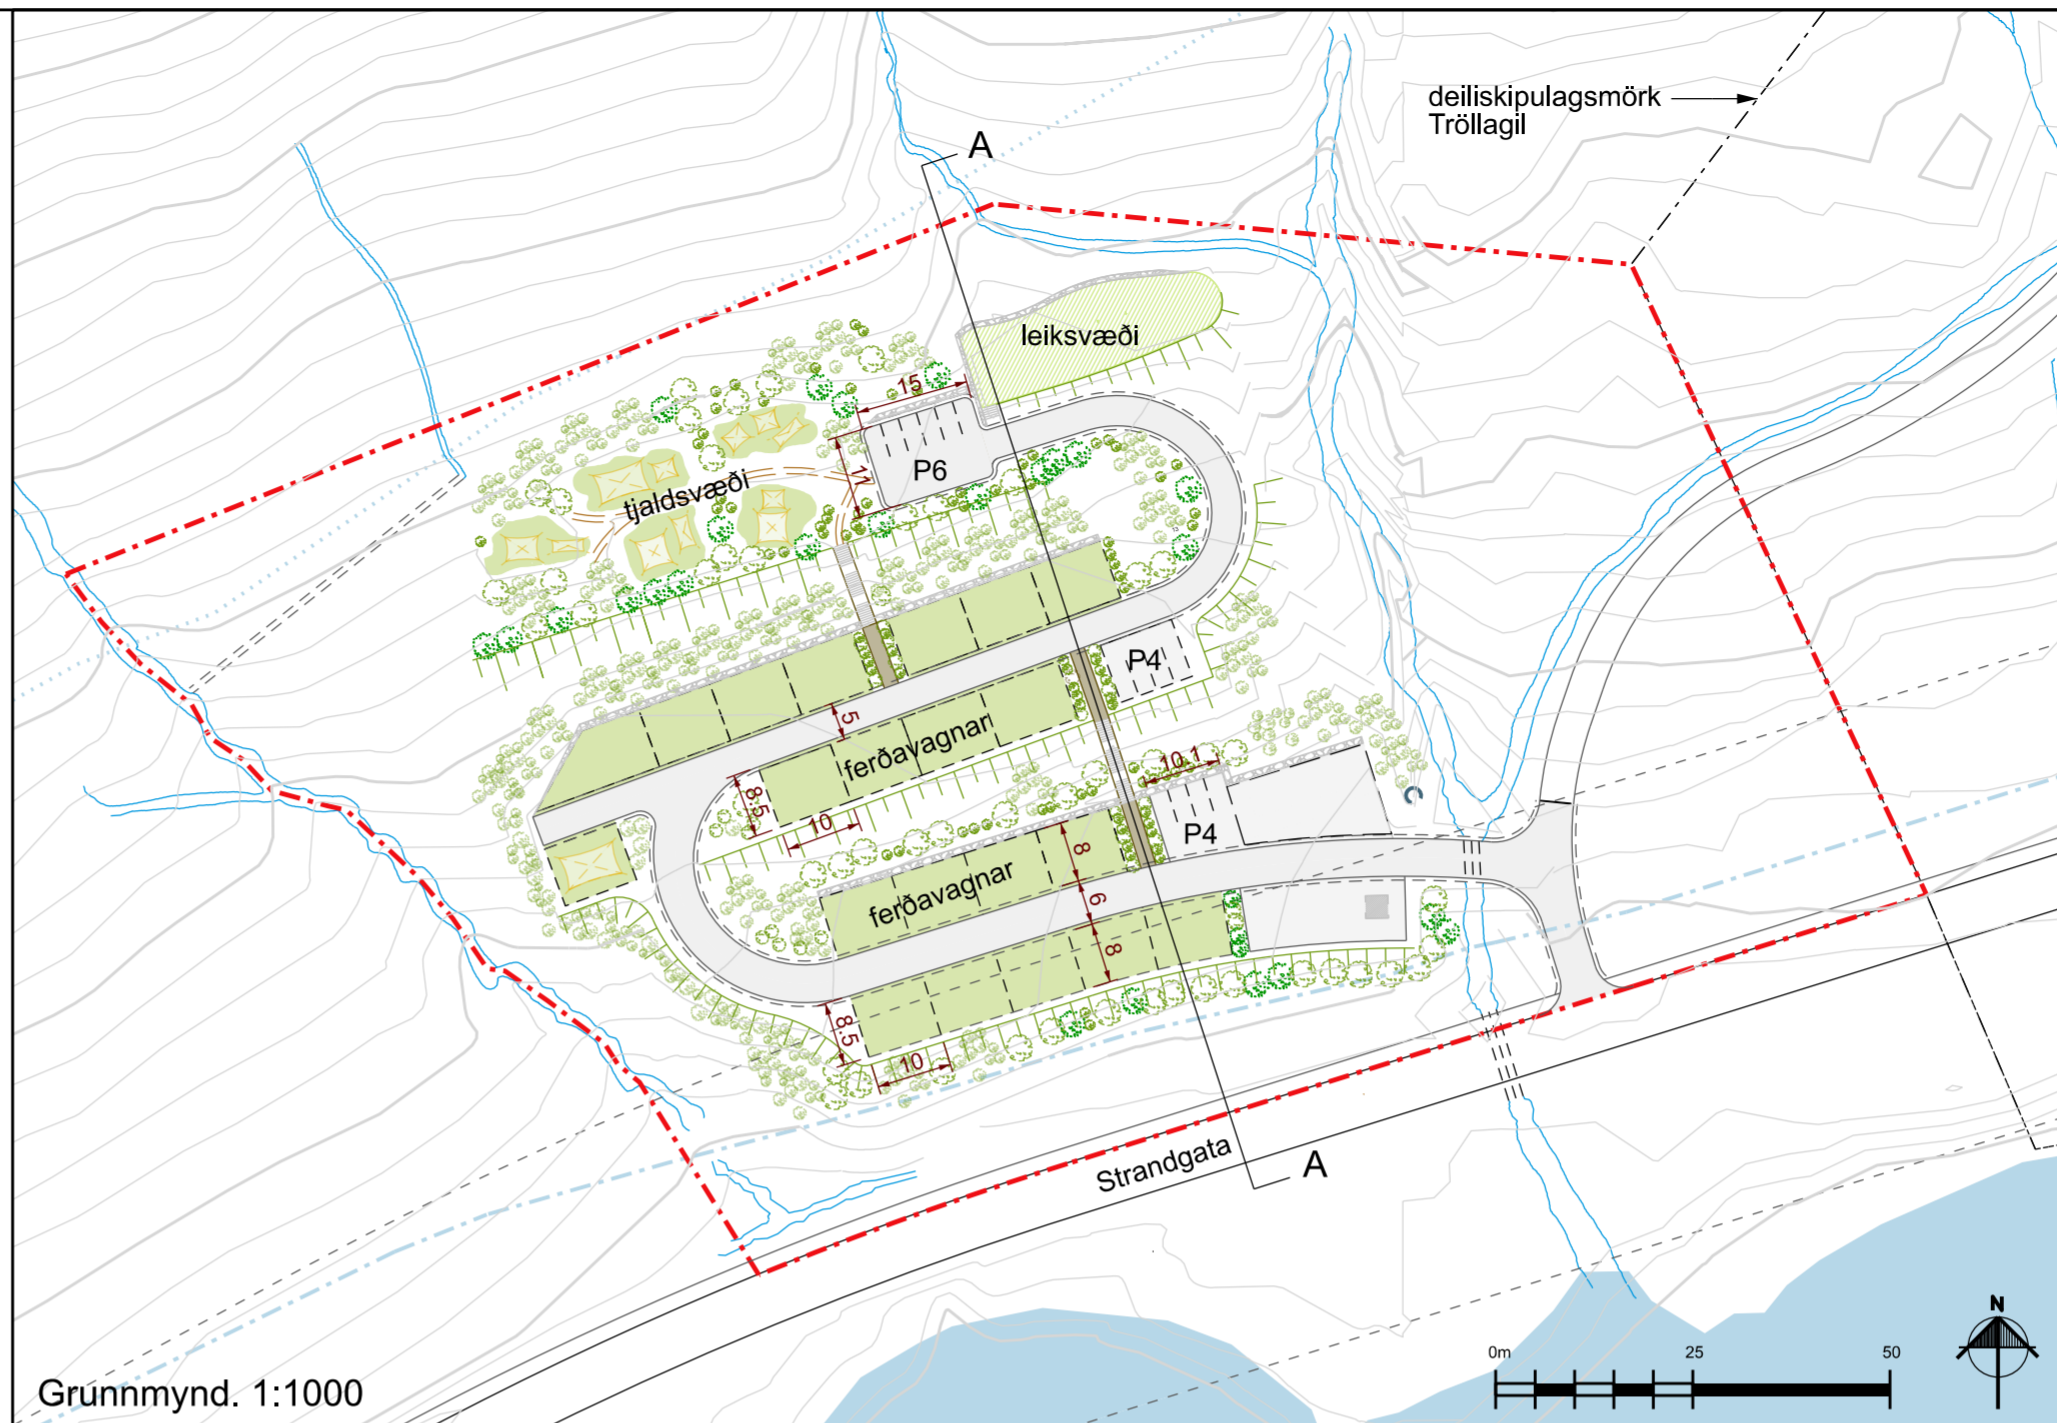 deiliskipulagsmörk
Tröllagil
A
leiksvæði
15
11
P6
tjaldsvæði
P4
5
ferðavagnar
8.5
10
10.1
P4
8
ferðavagnar
6
8
8.5
10
Strandgata
A
N
0m 25 50
Grunnmynd. 1:1000